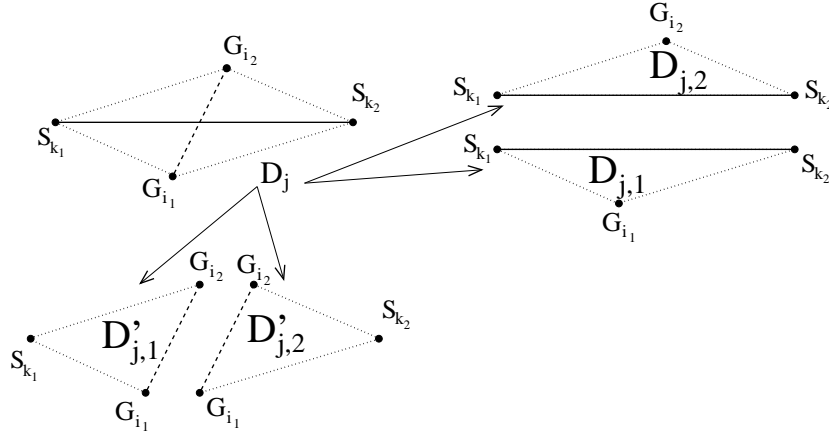 G_{i_2}
S_{k_1}
S_{k_2}
G_{i_1}
D_j
G_{i_2}
D_{j,2}
S_{k_1}
S_{k_2}
S_{k_1}
D_{j,1}
S_{k_2}
G_{i_1}
G_{i_2}
G_{i_2}
S_{k_2}
D'_{j,1}
D'_{j,2}
S_{k_1}
G_{i_1}
G_{i_1}